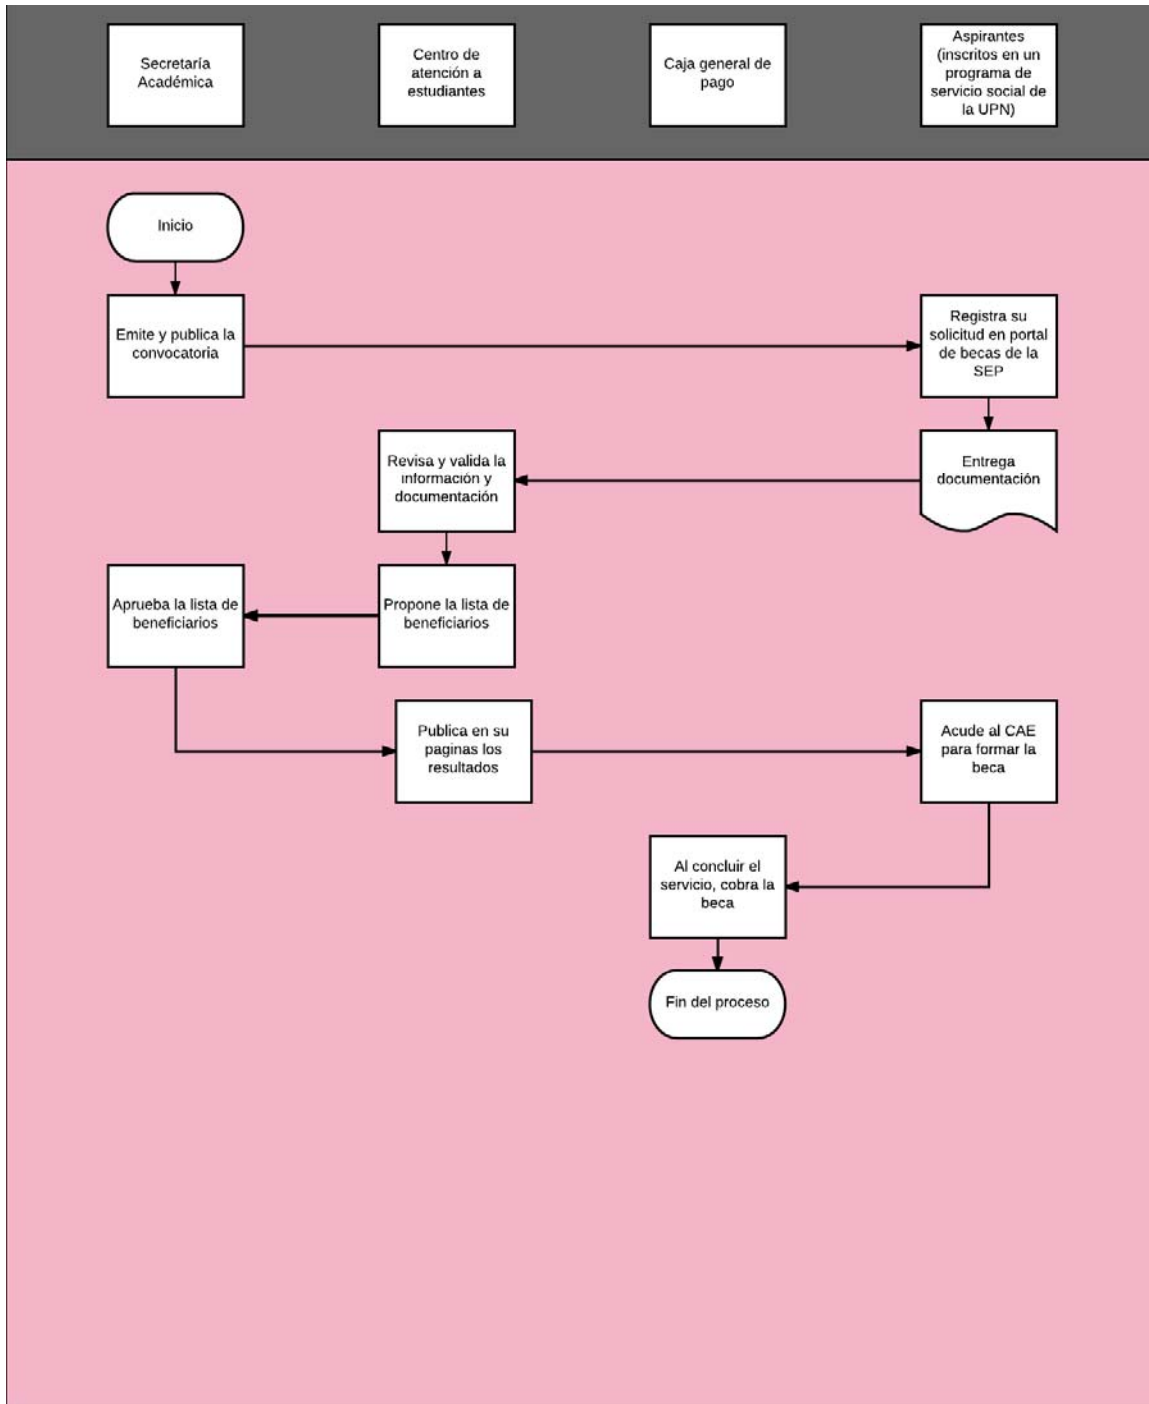 Secretaría
Académica
Centro de
atención a
estudiantes
Caja general de
pago
Aspirantes
(inscritos en un
programa de
servicio social de
la UPN)
Inicio
Emite y publica la
convocatoria
Registra su
solicitud en portal
de becas de la
SEP
Revisa y valida la
información y
documentación
Entrega
documentación
Aprueba la lista de
beneficiarios
Propone la lista de
beneficiarios
Publica en su
paginas los
resultados
Acude al CAE
para formar la
beca
Al concluir el
servicio, cobra la
beca
Fin del proceso